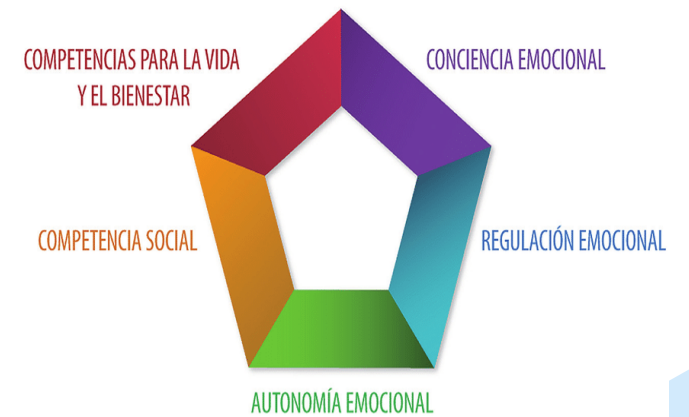 COMPETENCIAS PARA LA VIDA
Y EL BIENESTAR
CONCIENCIA EMOCIONAL
COMPETENCIA SOCIAL
REGULACIÓN EMOCIONAL
AUTONOMÍA EMOCIONAL